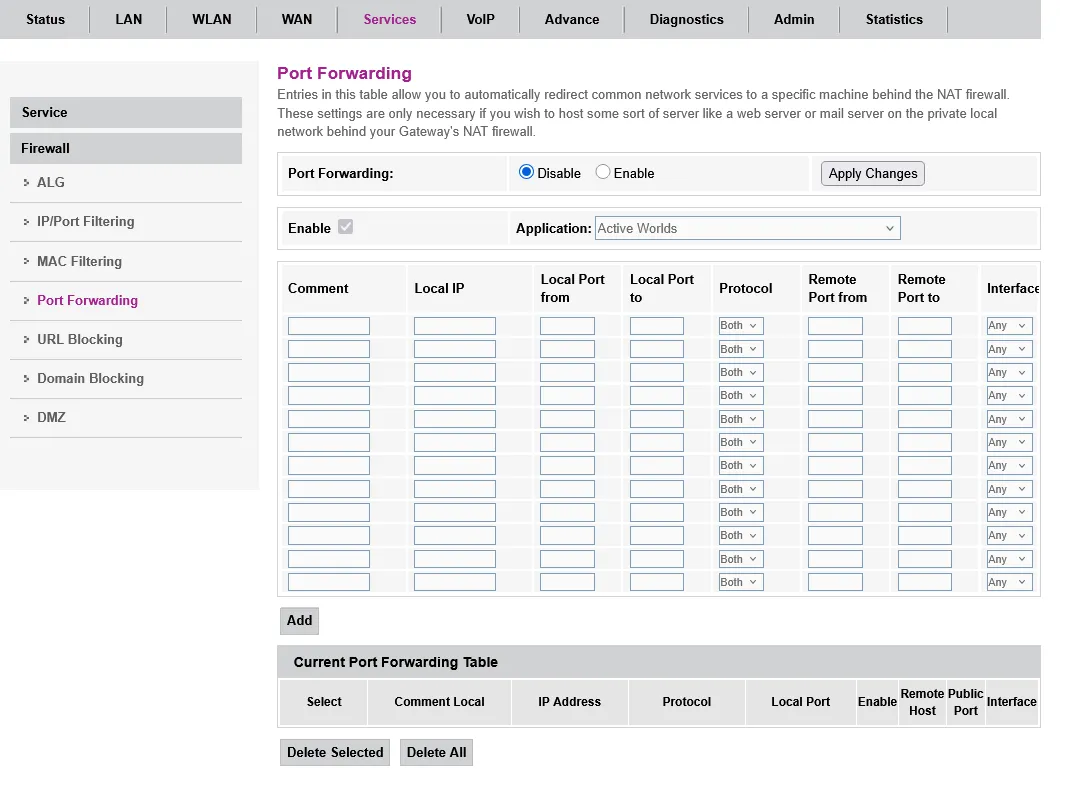 Status LAN WLAN WAN Services VoIP Advance Diagnostics Admin Statistics
Service
Firewall
ALG
IP/Port Filtering
MAC Filtering
Port Forwarding
URL Blocking
Domain Blocking
DMZ
Port Forwarding
Entries in this table allow you to automatically redirect common network services to a specific machine behind the NAT firewall.
These settings are only necessary if you wish to host some sort of server like a web server or mail server on the private local
network behind your Gateway's NAT firewall.
Port Forwarding: Disable Enable Apply Changes
Enable Application: Active Worlds
Comment Local IP Local Port from Local Port to Protocol Remote Port from Remote Port to Interface
Both Any
Both Any
Both Any
Both Any
Both Any
Both Any
Both Any
Both Any
Both Any
Both Any
Both Any
Both Any
Add
Current Port Forwarding Table
Select Comment Local IP Address Protocol Local Port Enable Remote Host Public Port Interface
Delete Selected Delete All